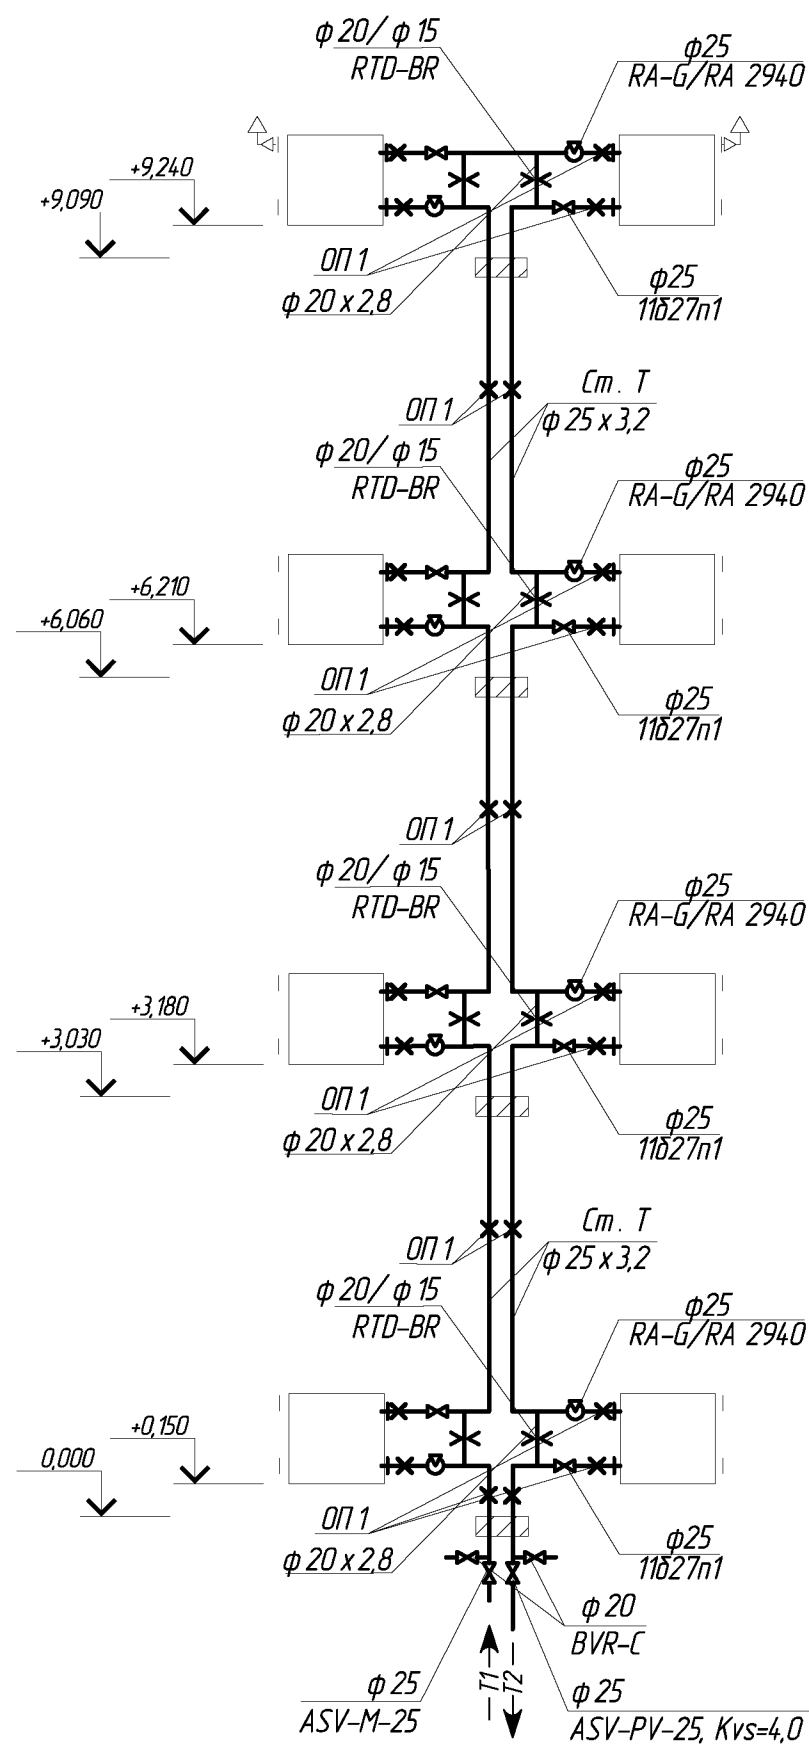 ф 20/ ф 15
RTD-BR
ф25
RA-G/RA 2940
+9,240
+9,090
ОП 1
ф 20 x 2,8
ф25
11б27п1
Ст. Т
ОП 1
ф 25 x 3,2
ф 20/ ф 15
RTD-BR
ф25
RA-G/RA 2940
+6,210
+6,060
ОП 1
ф 20 x 2,8
ф25
11б27п1
ОП 1
ф 20/ ф 15
RTD-BR
ф25
RA-G/RA 2940
+3,180
+3,030
ОП 1
ф 20 x 2,8
ф25
11б27п1
Ст. Т
ОП 1
ф 25 x 3,2
ф 20/ ф 15
RTD-BR
ф25
RA-G/RA 2940
+0,150
0,000
ОП 1
ф 20 x 2,8
ф25
11б27п1
ф 20
BVR-C
Т1
Т2
ф 25
ASV-M-25
ф 25
ASV-PV-25, Kvs=4,0